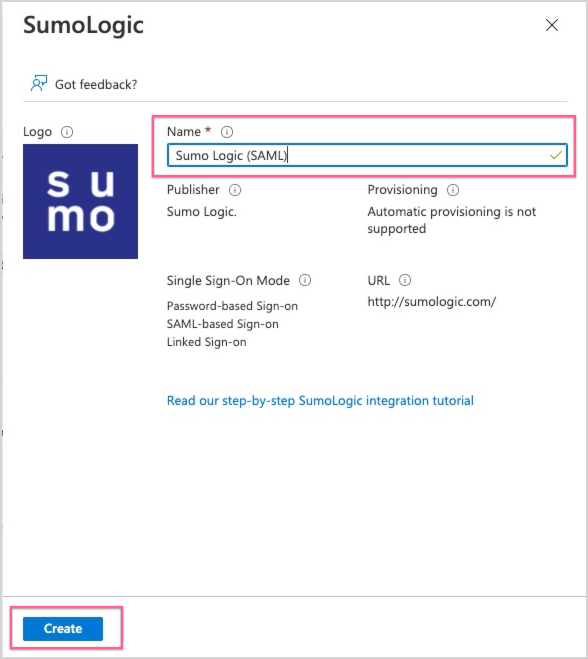 SumoLogic
Got feedback?
Logo
Name *
su
mo
Sumo Logic (SAML)
Publisher
Provisioning
Sumo Logic.
Automatic provisioning is not
supported
Single Sign-On Mode
URL
Password-based Sign-on
http://sumologic.com/
SAML-based Sign-on
Linked Sign-on
Read our step-by-step SumoLogic integration tutorial
Create